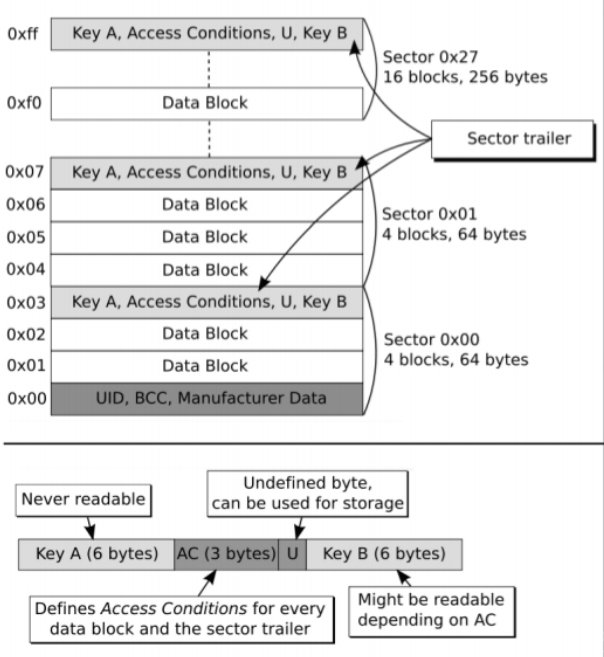 0xff
Key A, Access Conditions, U, Key B
Sector 0x27
16 blocks, 256 bytes
0xf0
Data Block
Sector trailer
0x07
Key A, Access Conditions, U, Key B
0x06
Data Block
Sector 0x01
4 blocks, 64 bytes
0x05
Data Block
0x04
Data Block
0x03
Key A, Access Conditions, U, Key B
0x02
Data Block
Sector 0x00
4 blocks, 64 bytes
0x01
Data Block
0x00
UID, BCC, Manufacturer Data
Never readable
Undefined byte,
can be used for storage
Key A (6 bytes)
AC (3 bytes)
U
Key B (6 bytes)
Defines Access Conditions for every
data block and the sector trailer
Might be readable
depending on AC